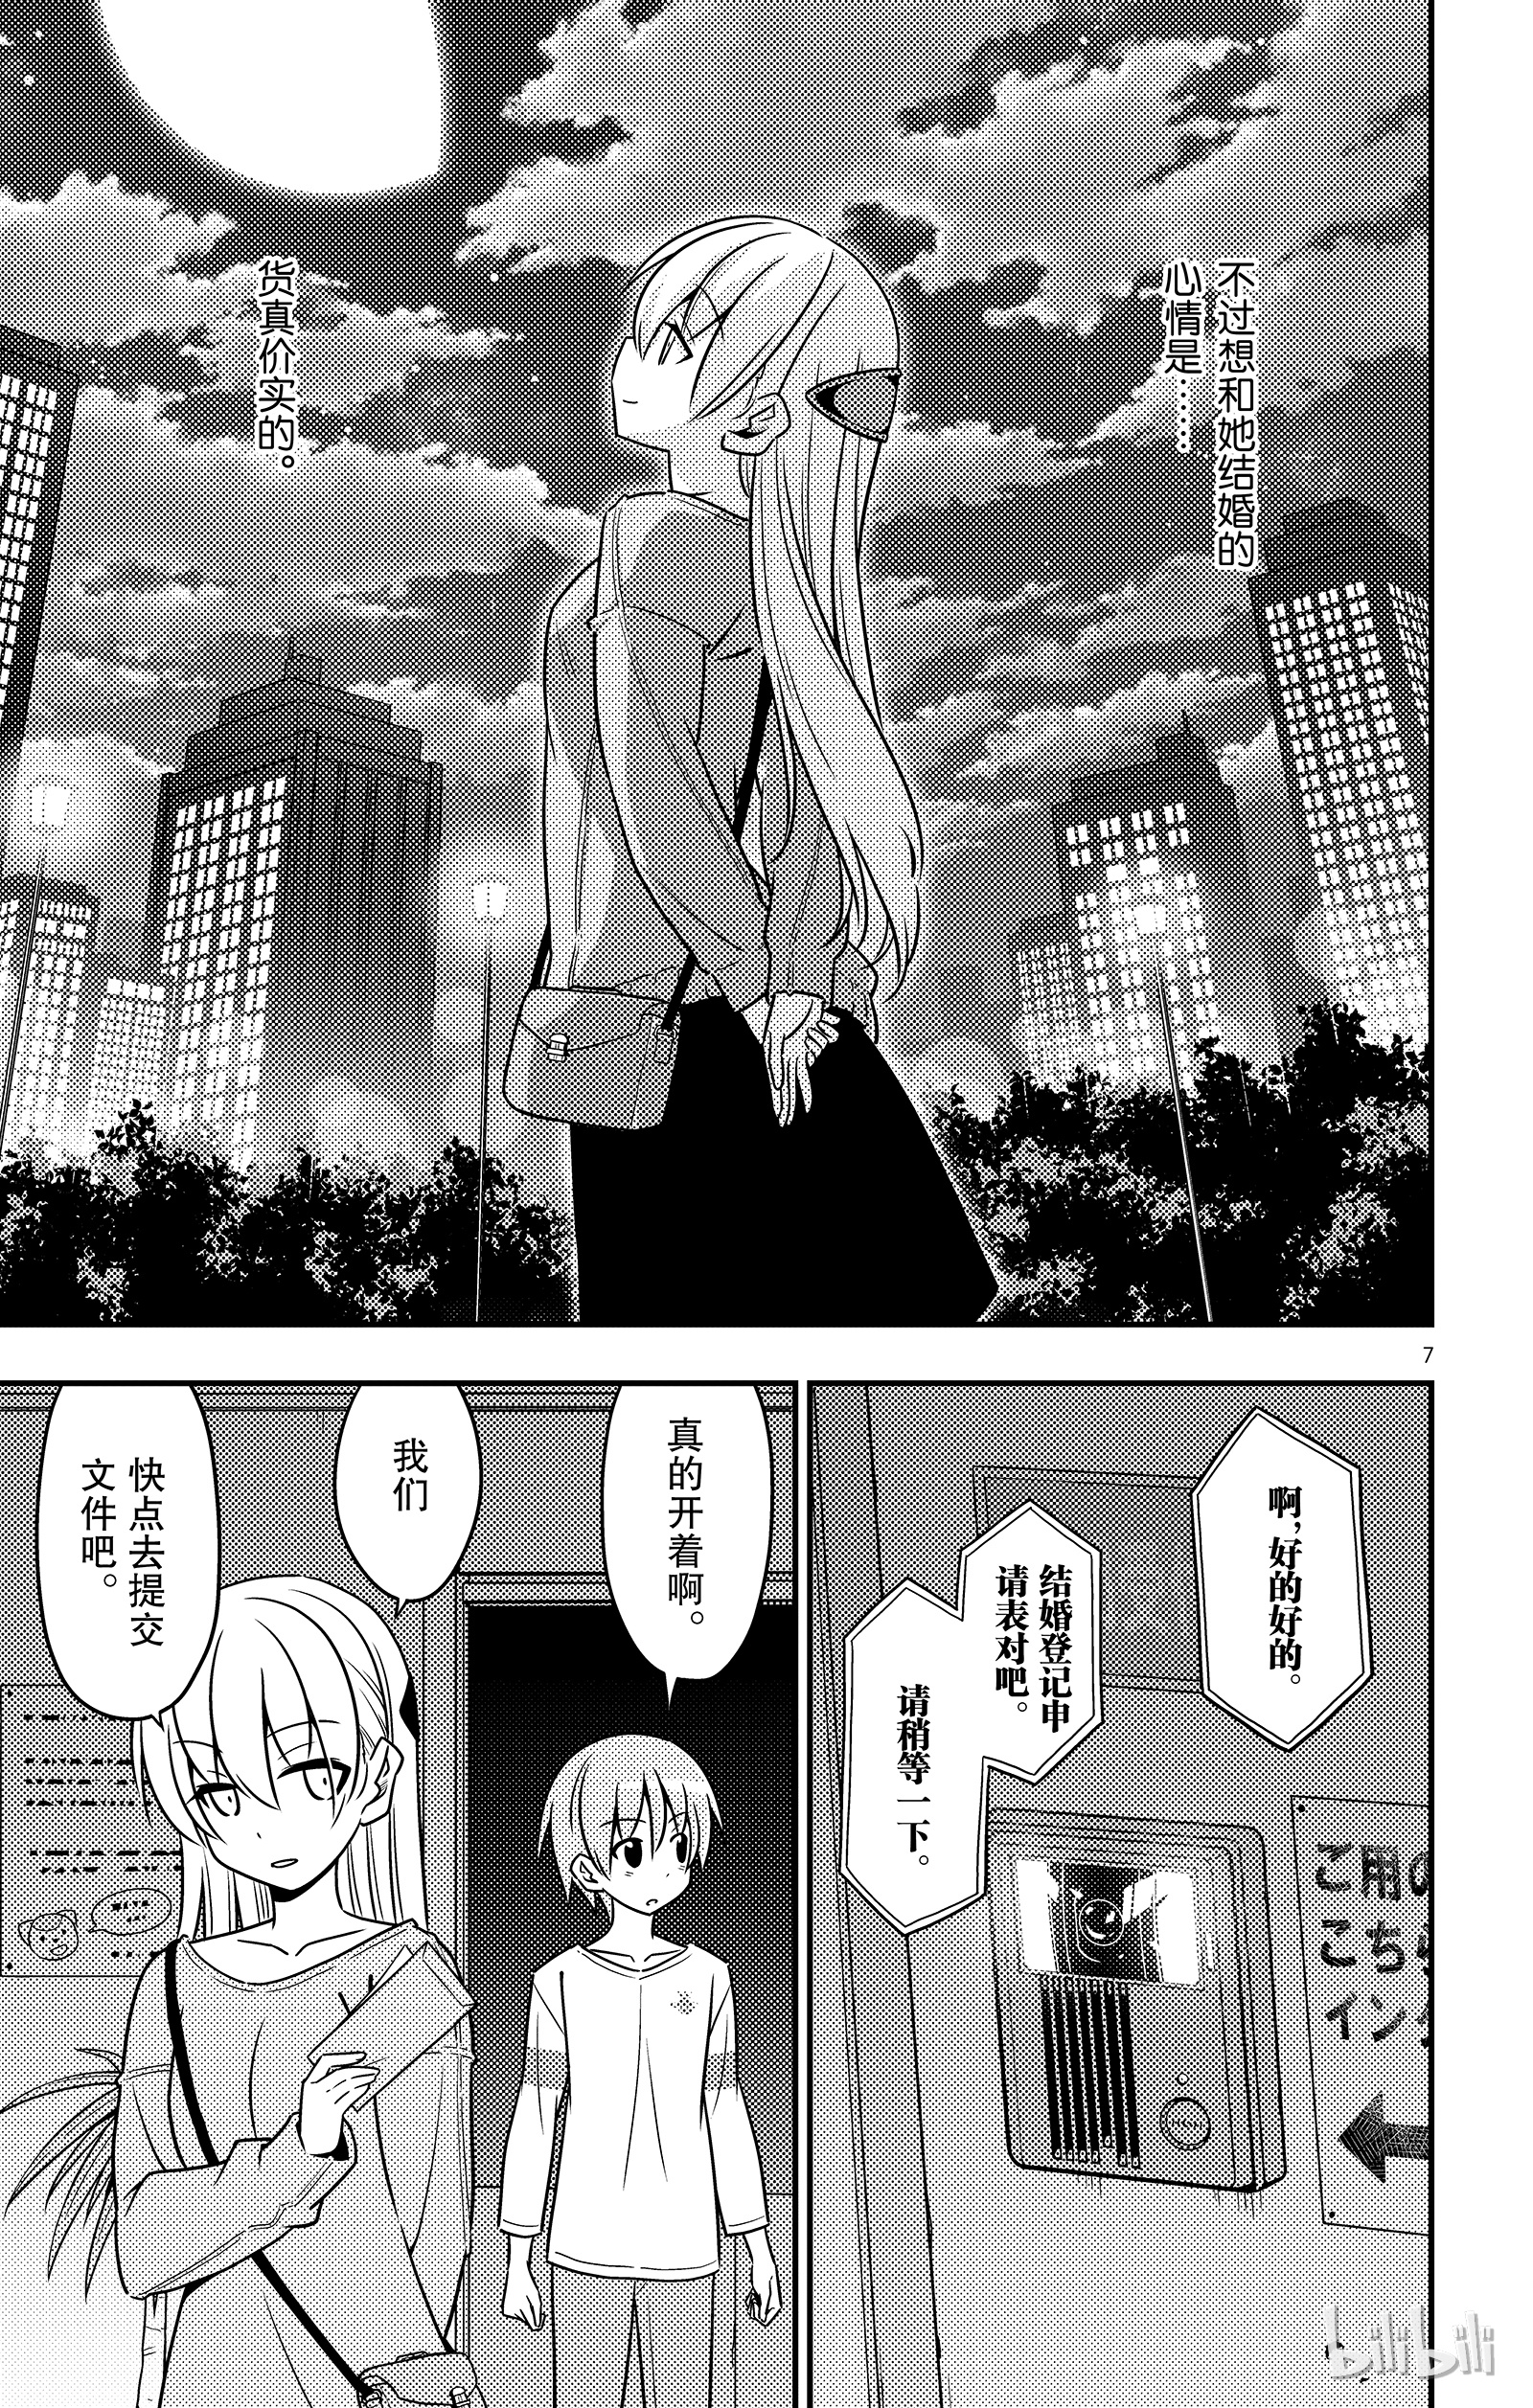 不过想和她结婚的
心情是……
货真价实的。
7
啊，好的好的。
结婚登记申
请表对吧。
请稍等一下。
ご用の
こちら
インタ
真的开着啊。
我们
快点去提交
文件吧。
bilibili